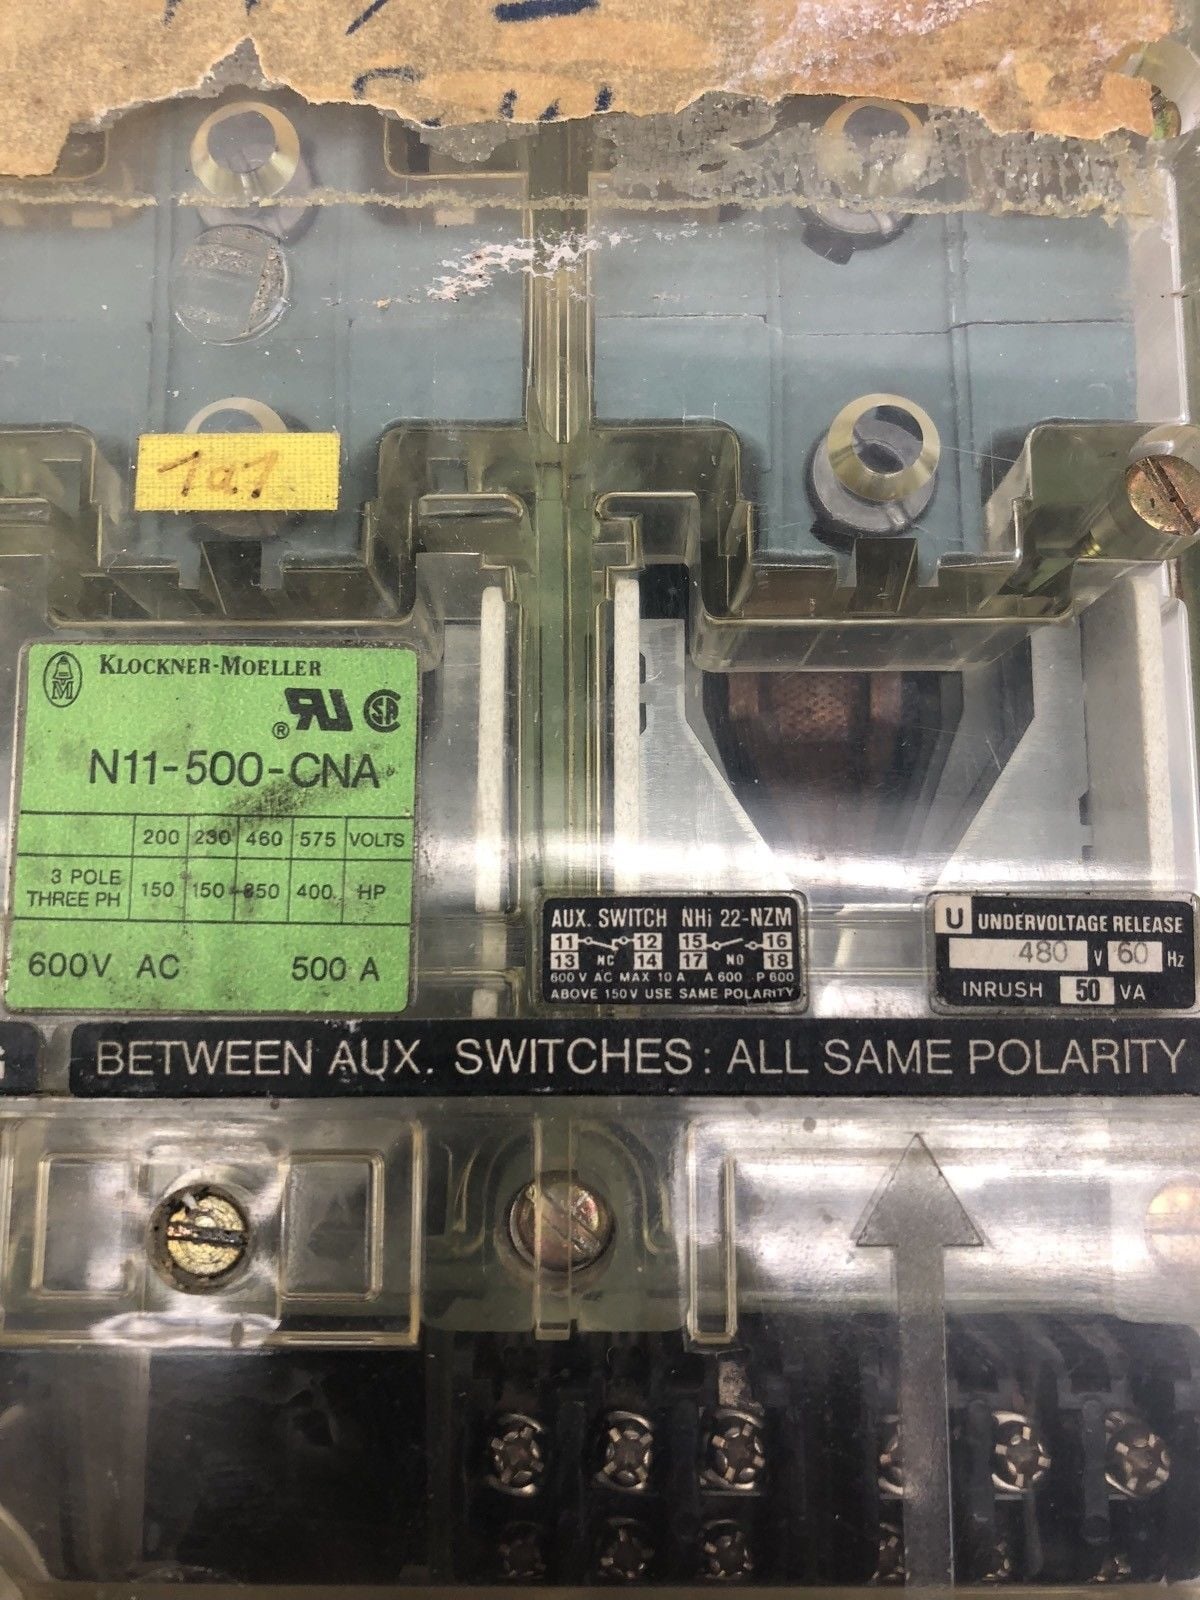 1a1
KLOCKNER-MOELLER
® RU SA
N11-500-CNA
200 230 460 575 VOLTS
3 POLE
THREE PH 150 150 350 400 HP
600V AC 500 A
AUX. SWITCH NHi 22-NZM
11 12 15 16
13 NC 14 17 NO 18
600 V AC MAX 10 A A 600 P 600
ABOVE 150V USE SAME POLARITY
U UNDERVOLTAGE RELEASE
480 V 60 Hz
INRUSH 50 VA
BETWEEN AUX. SWITCHES: ALL SAME POLARITY